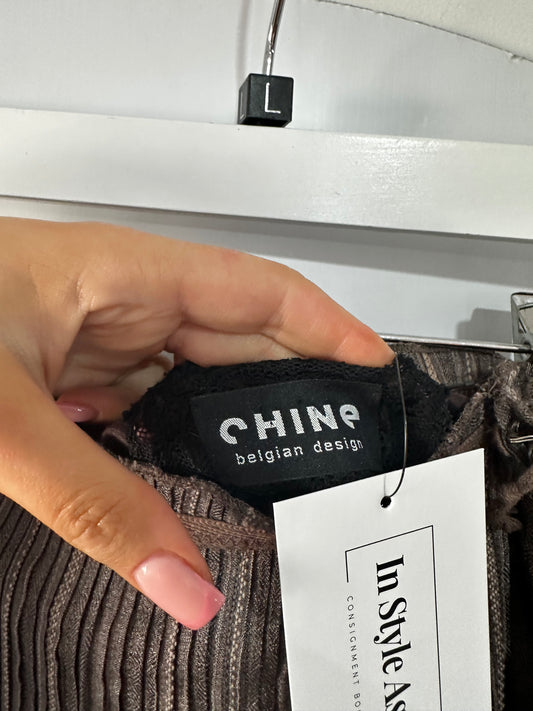 L
CHINe
belgian design
In Style As
CONSIGNMENT BO